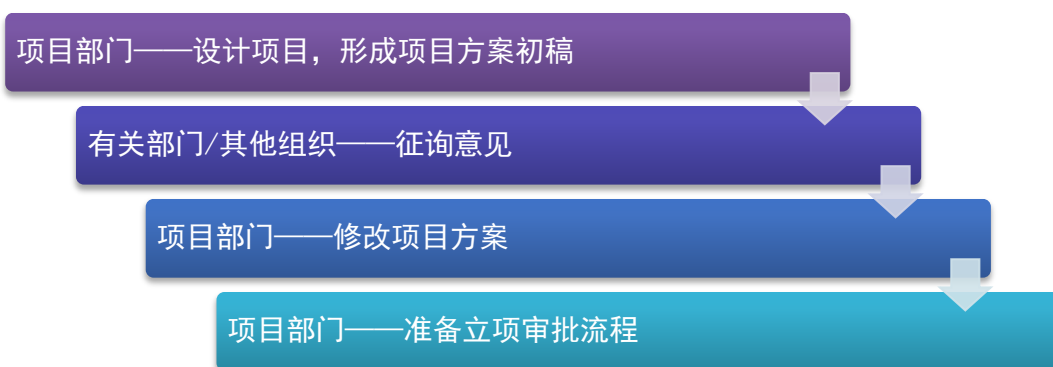 项目部门——设计项目，形成项目方案初稿
有关部门/其他组织——征询意见
项目部门——修改项目方案
项目部门——准备立项审批流程